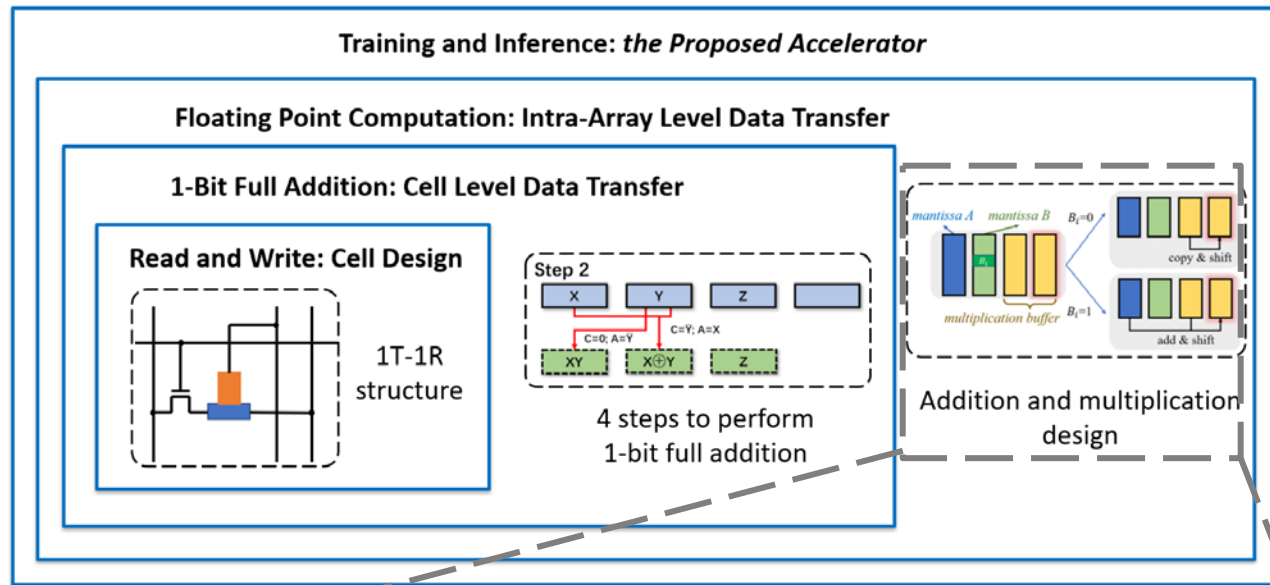 Training and Inference: the Proposed Accelerator
Floating Point Computation: Intra-Array Level Data Transfer
1-Bit Full Addition: Cell Level Data Transfer
Read and Write: Cell Design
1T-1R
structure
Step 2
X Y Z
C=0; A=Ȳ
C=Ȳ; A=X
XY X⊕Y Z
4 steps to perform
1-bit full addition
mantissa A
mantissa B
Bᵢ
multiplication buffer
Bᵢ=0
copy & shift
Bᵢ=1
add & shift
Addition and multiplication
design